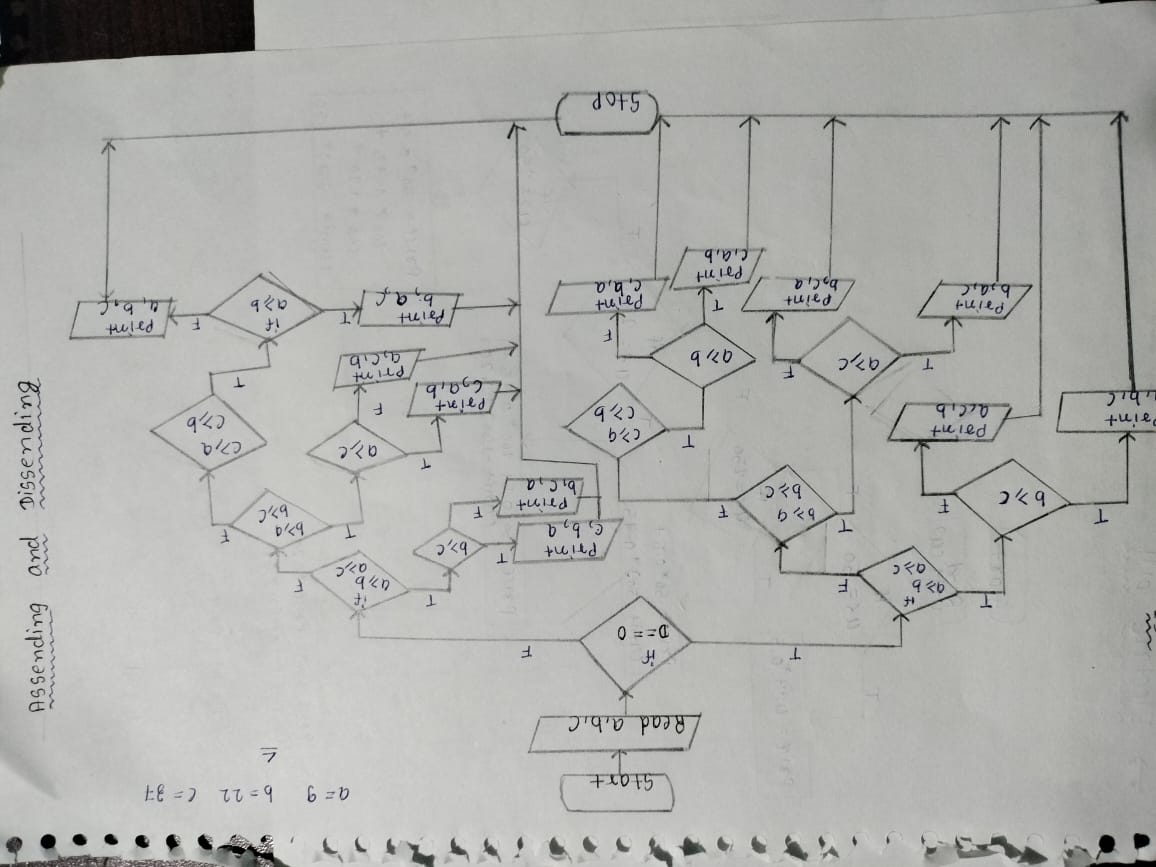 Assending and Dissending
a=9 b=22 c=37
Start
Read a,b,c
if
D==0
T
F
if
a≥b
a≥c
T
F
b≥c
T
F
Print
b,c
Print
a,c,b
b≥a
b≥c
T
F
a≥c
T
F
Print
b,a,c
Print
b,c,a
c≥a
c≥b
T
a≥b
T
F
Print
c,a,b
Print
c,b,a
if
a≥b
a≥c
T
F
b≥c
T
F
Print
c,b,a
Print
b,c,a
b≥a
b≥c
T
F
a≥c
T
F
Print
c,a,b
Print
a,c,b
c≥a
c≥b
T
if
a≥b
T
F
Print
b,a,c
Print
a,b,c
Stop